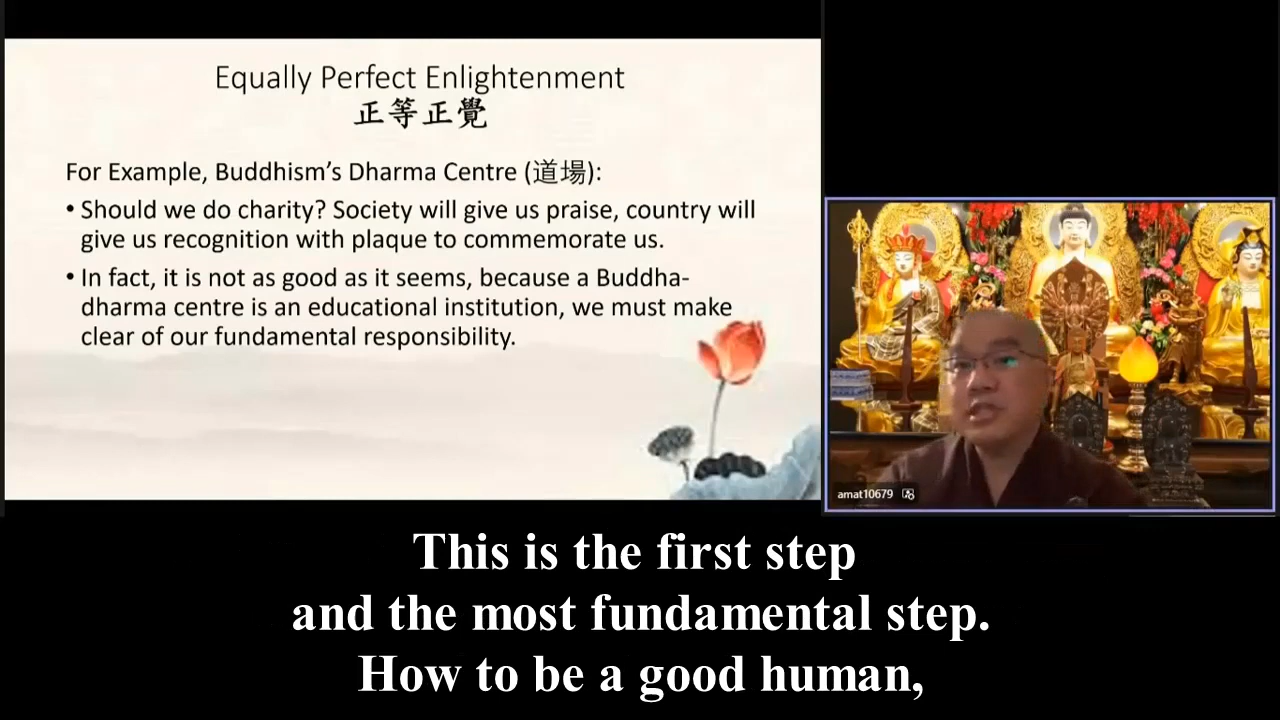 Equally Perfect Enlightenment
正等正覺
For Example, Buddhism’s Dharma Centre (道場):
• Should we do charity? Society will give us praise, country will
give us recognition with plaque to commemorate us.
• In fact, it is not as good as it seems, because a Buddha-
dharma centre is an educational institution, we must make
clear of our fundamental responsibility.
amat10679
This is the first step
and the most fundamental step.
How to be a good human,